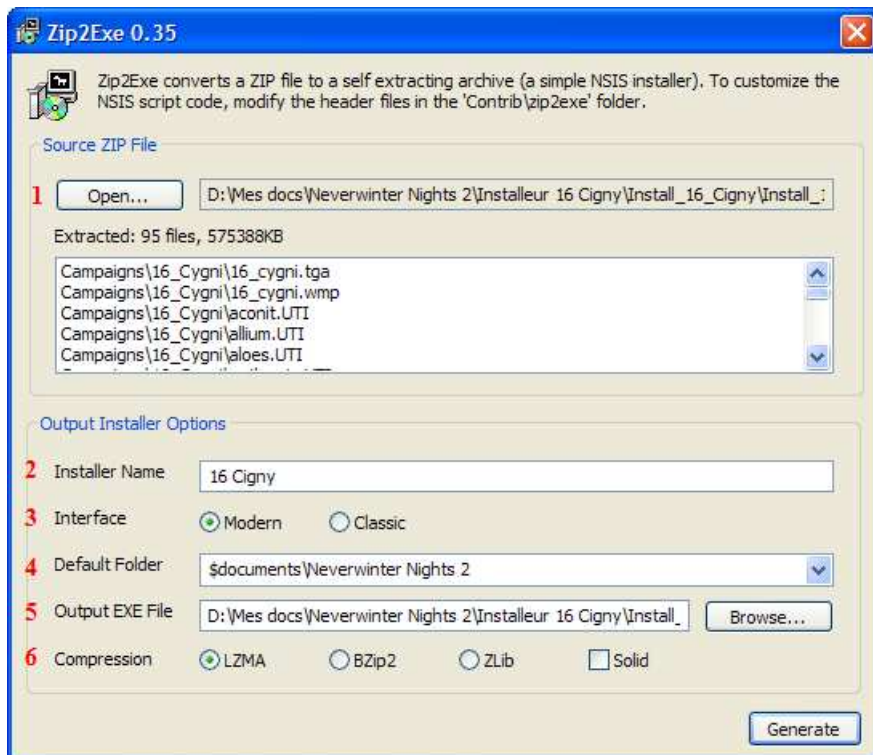 Zip2Exe 0.35
Zip2Exe converts a ZIP file to a self extracting archive (a simple NSIS installer). To customize the
NSIS script code, modify the header files in the 'Contrib\zip2exe' folder.
Source ZIP File
1 Open... D:\Mes docs\Neverwinter Nights 2\Installeur 16 Cigny\Install_16_Cigny\Install_1
Extracted: 95 files, 575388KB
Campaigns\16_Cygni\16_cygni.tga
Campaigns\16_Cygni\16_cygni.wmp
Campaigns\16_Cygni\aconit.UTI
Campaigns\16_Cygni\allium.UTI
Campaigns\16_Cygni\aloes.UTI
Output Installer Options
2 Installer Name 16 Cigny
3 Interface Modern Classic
4 Default Folder $documents\Neverwinter Nights 2
5 Output EXE File D:\Mes docs\Neverwinter Nights 2\Installeur 16 Cigny\Install_ Browse...
6 Compression LZMA BZip2 ZLib Solid
Generate